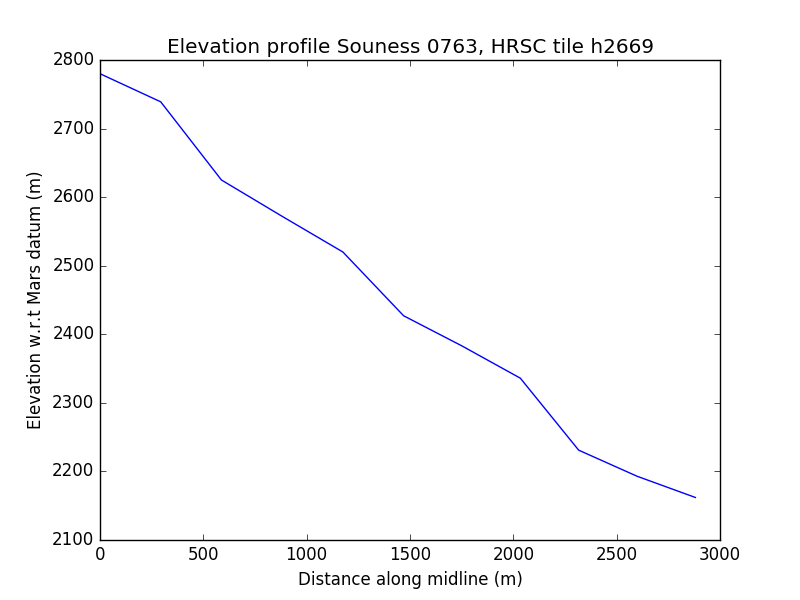 Elevation profile Souness 0763, HRSC tile h2669
2800
2700
2600
2500
2400
2300
2200
2100
Elevation w.r.t Mars datum (m)
0 500 1000 1500 2000 2500 3000
Distance along midline (m)